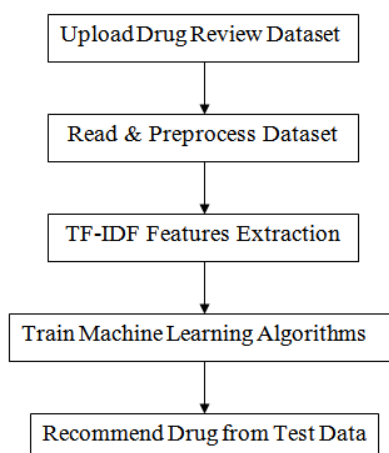 Upload Drug Review Dataset
Read & Preprocess Dataset
TF-IDF Features Extraction
Train Machine Learning Algorithms
Recommend Drug from Test Data